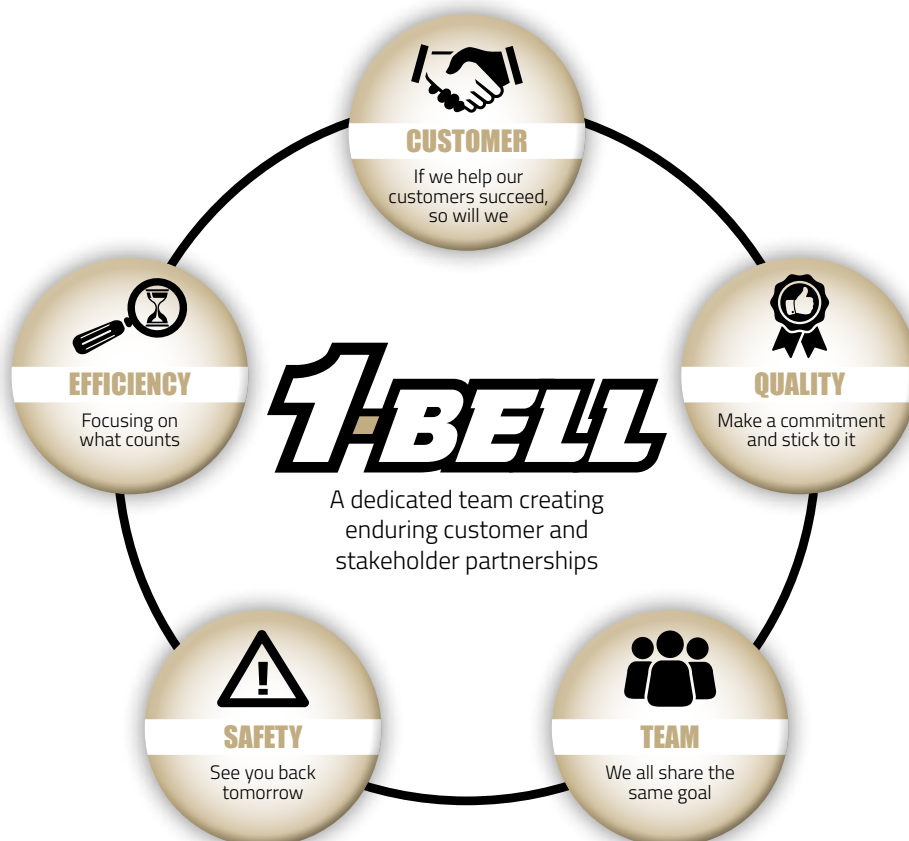 CUSTOMER
If we help our
customers succeed,
so will we
EFFICIENCY
Focusing on
what counts
QUALITY
Make a commitment
and stick to it
1-BELL
A dedicated team creating
enduring customer and
stakeholder partnerships
SAFETY
See you back
tomorrow
TEAM
We all share the
same goal